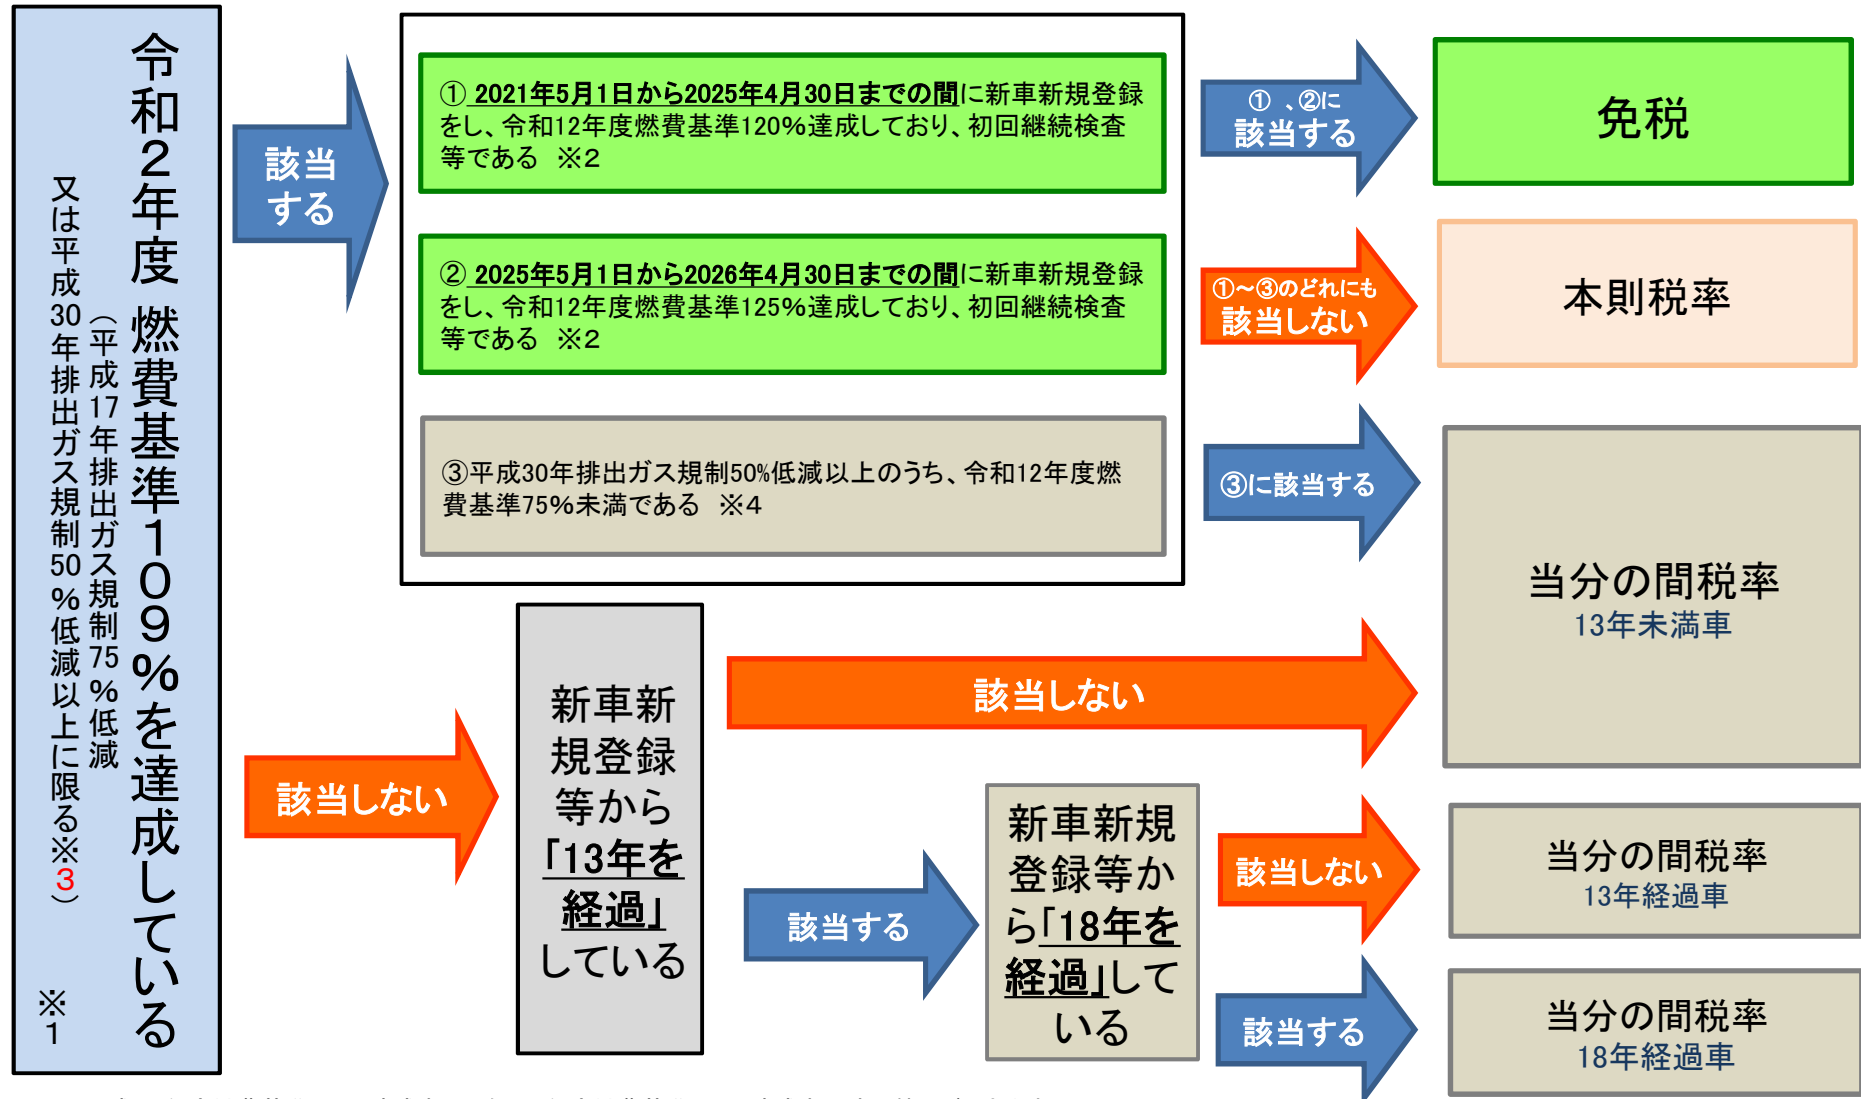 令和２年度 燃費基準１０９％を達成している
（平成17年排出ガス規制75％低減
又は平成30年排出ガス規制50％低減以上に限る※３）
※１
該当
する
① 2021年5月1日から2025年4月30日までの間に新車新規登録
をし、令和12年度燃費基準120％達成しており、初回継続検査
等である ※２
② 2025年5月1日から2026年4月30日までの間に新車新規登録
をし、令和12年度燃費基準125％達成しており、初回継続検査
等である ※２
③平成30年排出ガス規制50％低減以上のうち、令和12年度燃
費基準75％未満である ※４
① 、②に
該当する
免税
①～③のどれにも
該当しない
本則税率
③に該当する
当分の間税率
13年未満車
該当しない
新車新
規登録
等から
「13年を
経過」
している
該当しない
該当する
新車新規
登録等か
ら「18年を
経過」して
いる
該当しない
当分の間税率
13年経過車
該当する
当分の間税率
18年経過車